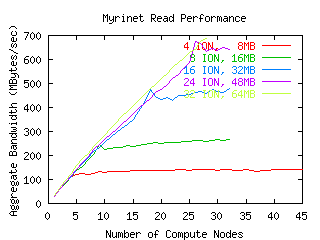 Myrinet Read Performance
Aggregate Bandwidth (MBytes/sec)
700
600
500
400
300
200
100
0
4 ION, 8MB
8 ION, 16MB
16 ION, 32MB
24 ION, 48MB
32 ION, 64MB
0 5 10 15 20 25 30 35 40 45
Number of Compute Nodes